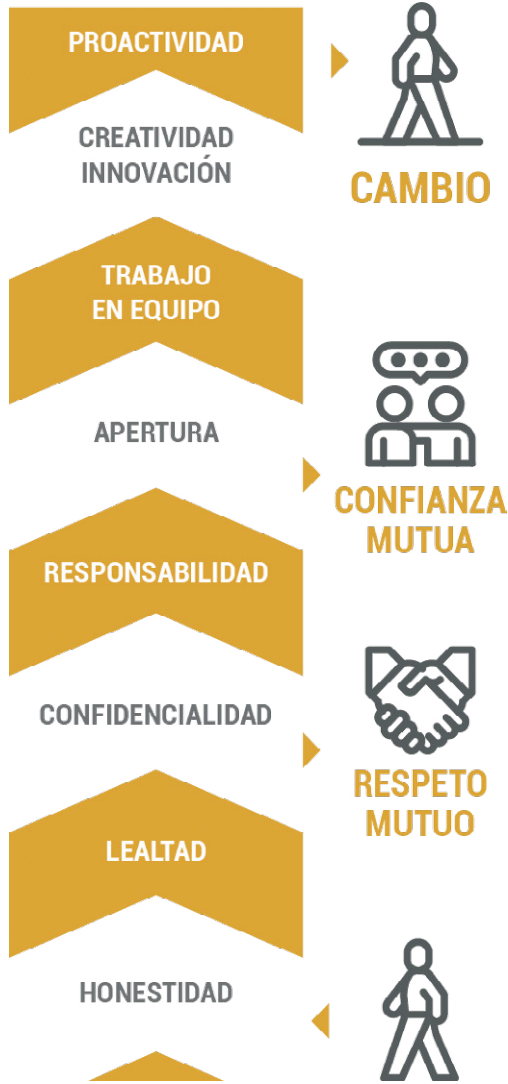 PROACTIVIDAD
CREATIVIDAD
INNOVACIÓN
CAMBIO
TRABAJO
EN EQUIPO
APERTURA
CONFIANZA
MUTUA
RESPONSABILIDAD
CONFIDENCIALIDAD
RESPETO
MUTUO
LEALTAD
HONESTIDAD